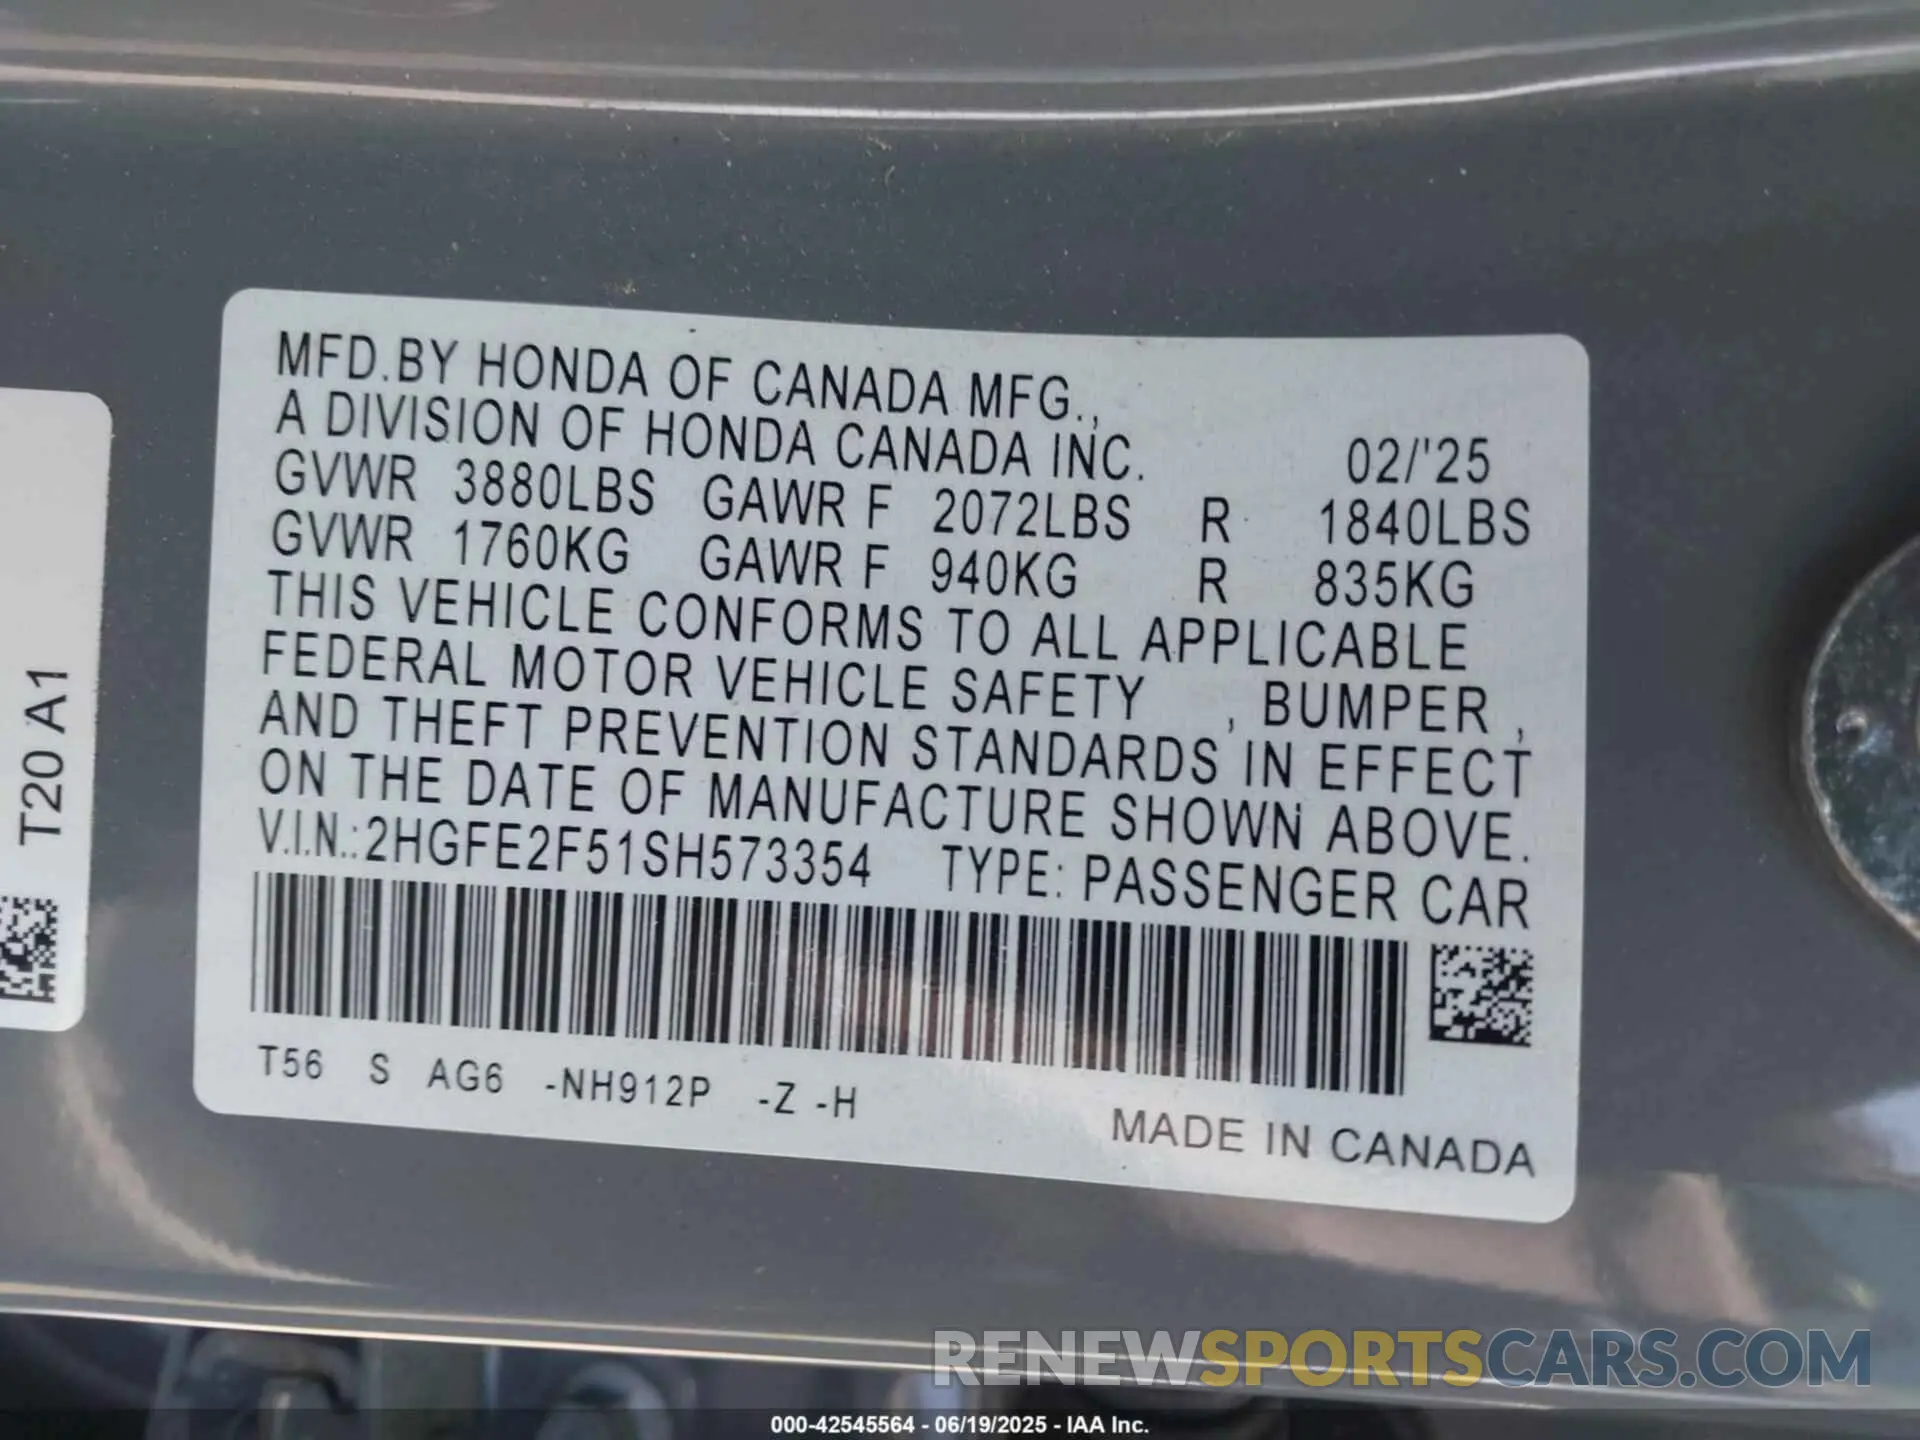 MFD.BY HONDA OF CANADA MFG.,
A DIVISION OF HONDA CANADA INC. 02/'25
GVWR 3880LBS GAWR F 2072LBS R 1840LBS
GVWR 1760KG GAWR F 940KG R 835KG
THIS VEHICLE CONFORMS TO ALL APPLICABLE
FEDERAL MOTOR VEHICLE SAFETY , BUMPER ,
AND THEFT PREVENTION STANDARDS IN EFFECT
ON THE DATE OF MANUFACTURE SHOWN ABOVE.
V.I.N.:2HGFE2F51SH573354 TYPE: PASSENGER CAR
T56 S AG6 -NH912P -Z -H
MADE IN CANADA
T20 A1
RENEWSPORTSCARS.COM
000-42545564 - 06/19/2025 - IAA Inc.